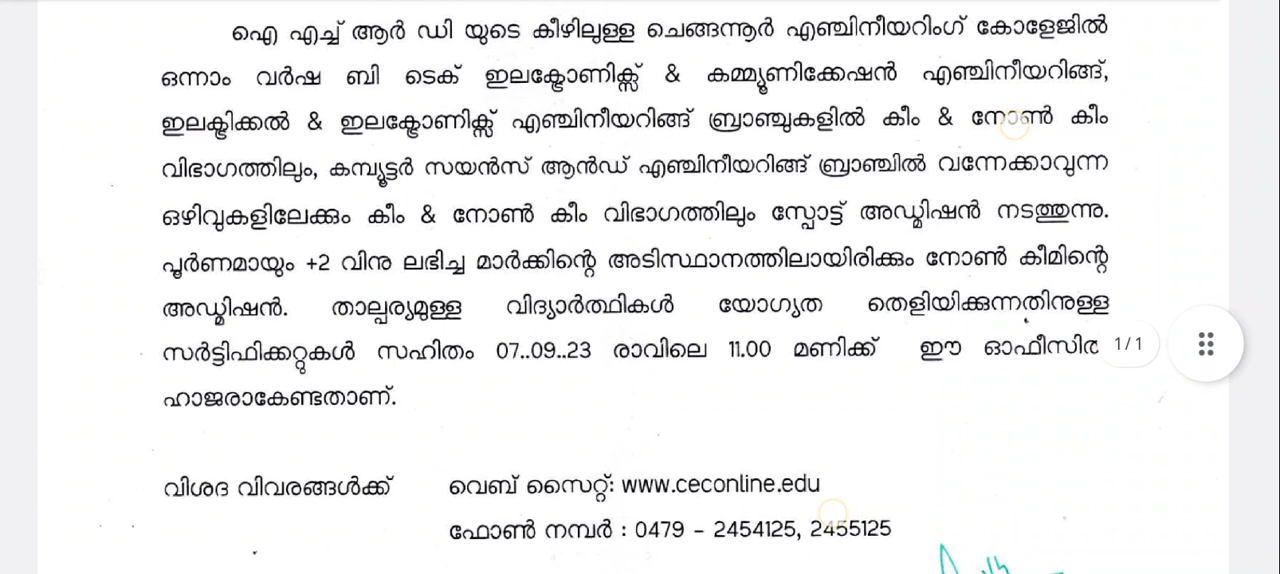 ഐ എച്ച് ആർ ഡി യുടെ കീഴിലുള്ള ചെങ്ങന്നൂർ എഞ്ചിനീയറിംഗ് കോളേജിൽ
ഒന്നാം വർഷ ബി ടെക് ഇലക്ട്രോണിക്സ് & കമ്മ്യൂണിക്കേഷൻ എഞ്ചിനീയറിങ്ങ്,
ഇലക്ട്രിക്കൽ & ഇലക്ട്രോണിക്സ് എഞ്ചിനീയറിങ്ങ് ബ്രാഞ്ചുകളിൽ കീം & നോൺ കീം
വിഭാഗത്തിലും, കമ്പ്യൂട്ടർ സയൻസ് ആൻഡ് എഞ്ചിനീയറിങ്ങ് ബ്രാഞ്ചിൽ വന്നേക്കാവുന്ന
ഒഴിവുകളിലേക്കും കീം & നോൺ കീം വിഭാഗത്തിലും സ്പോട്ട് അഡ്മിഷൻ നടത്തുന്നു.
പൂർണമായും +2 വിനു ലഭിച്ച മാർക്കിന്റെ അടിസ്ഥാനത്തിലായിരിക്കും നോൺ കീമിന്റെ
അഡ്മിഷൻ. താല്പര്യമുള്ള വിദ്യാർത്ഥികൾ യോഗ്യത തെളിയിക്കുന്നതിനുള്ള
സർട്ടിഫിക്കറ്റുകൾ സഹിതം 07..09..23 രാവിലെ 11.00 മണിക്ക് ഈ 1/1
ഹാജരാകേണ്ടതാണ്.
വിശദ വിവരങ്ങൾക്ക് വെബ് സൈറ്റ്: www.ceconline.edu
ഫോൺ നമ്പർ : 0479 - 2454125, 2455125